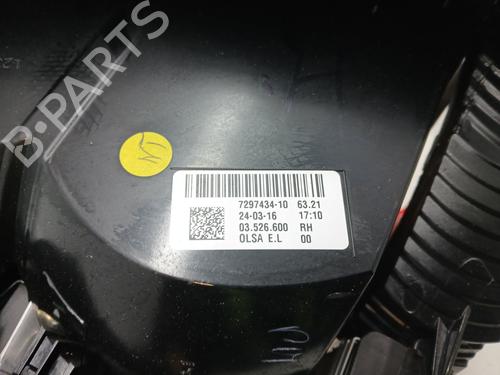 B-PARTS
7297434-10 63.21
24-03-16 17:10
03.526.600 RH
OLSA E.L 00